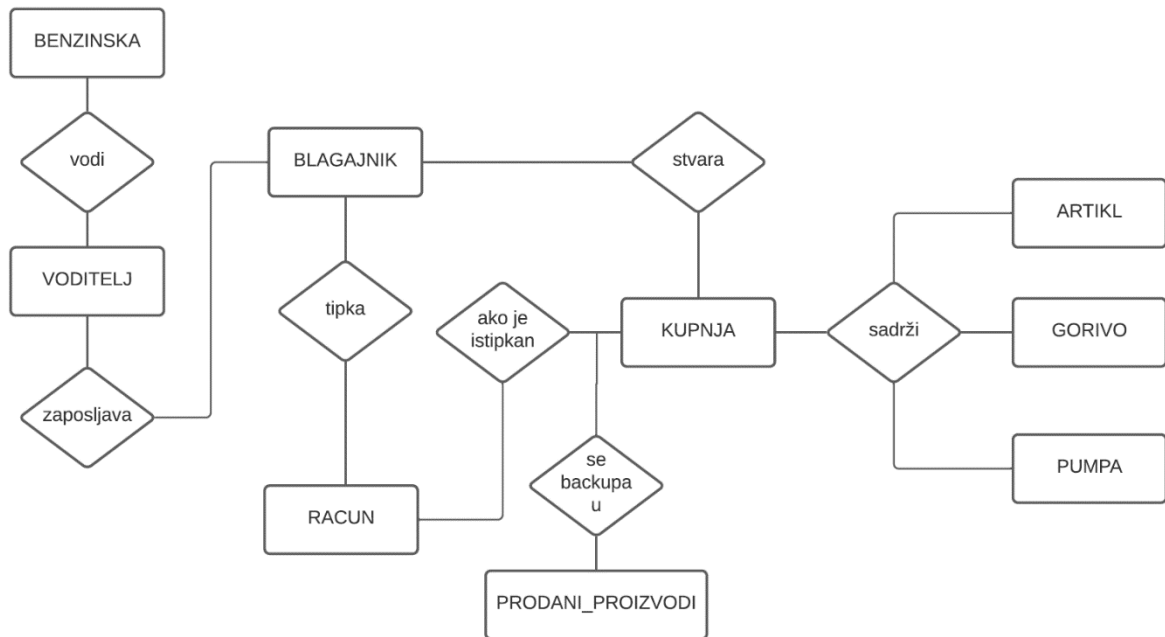 BENZINSKA
vodi
VODITELJ
zaposljava
BLAGAJNIK
tipka
RACUN
stvara
ako je
istipkan
KUPNJA
se
backupa
u
PRODANI_PROIZVODI
sadrži
ARTIKL
GORIVO
PUMPA